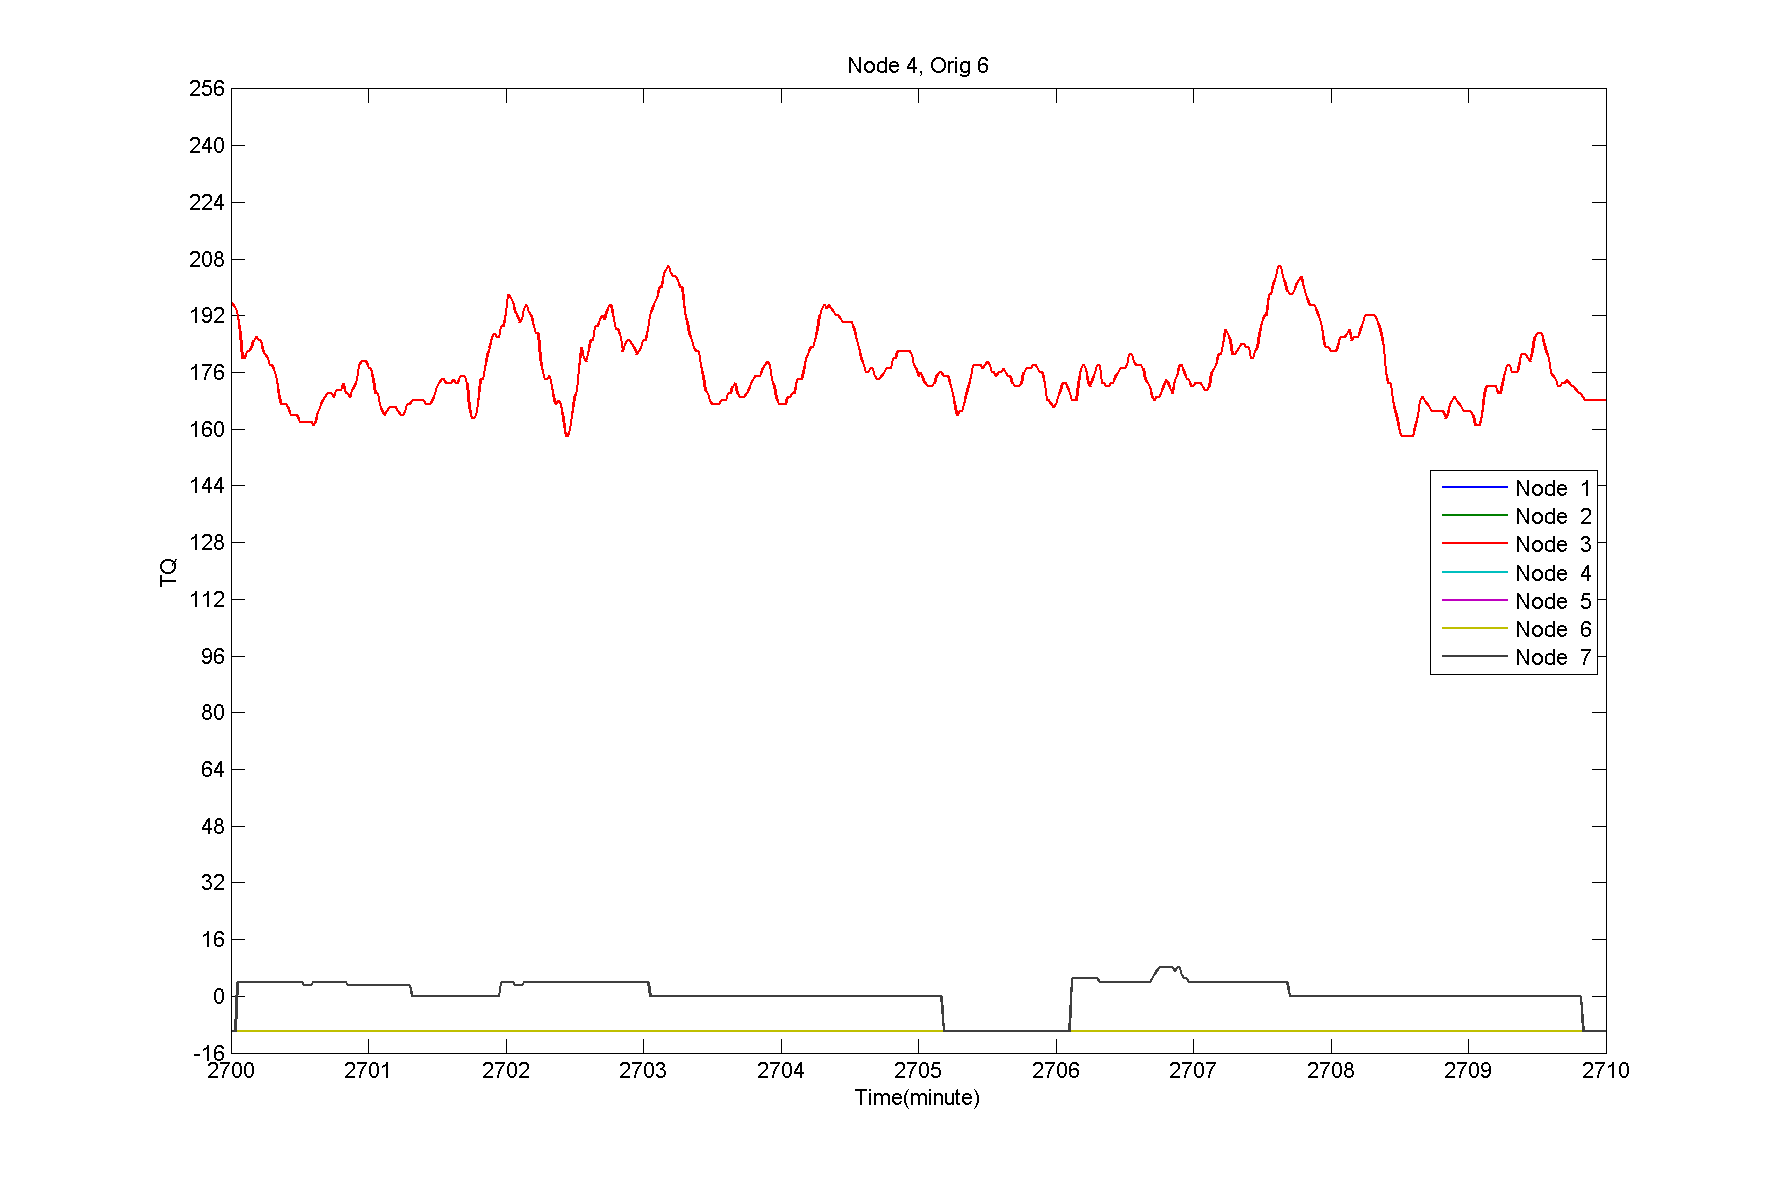 Node 4, Orig 6
256
240
224
208
192
176
160
144
128
112
96
80
64
48
32
16
0
-16
TQ
Node 1
Node 2
Node 3
Node 4
Node 5
Node 6
Node 7
2700 2701 2702 2703 2704 2705 2706 2707 2708 2709 2710
Time(minute)